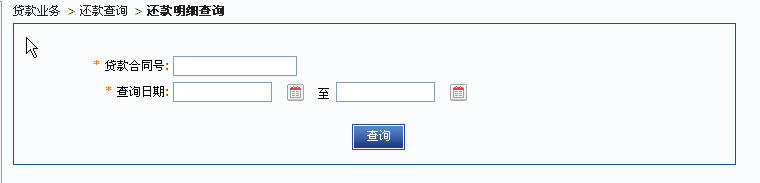 贷款业务 > 还款查询 > 还款明细查询
* 贷款合同号:
* 查询日期: 至
查询